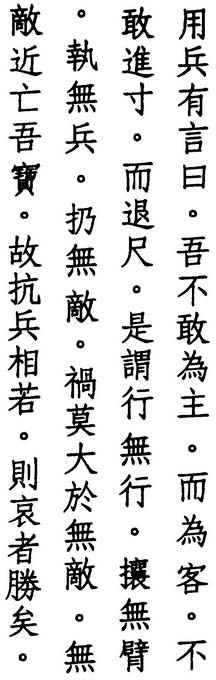 用兵有言曰。吾不敢為主。而為客。不
敢進寸。而退尺。是謂行無行。攘無臂
。執無兵。扔無敵。禍莫大於無敵。無
敵近亡吾寶。故抗兵相若。則哀者勝矣。